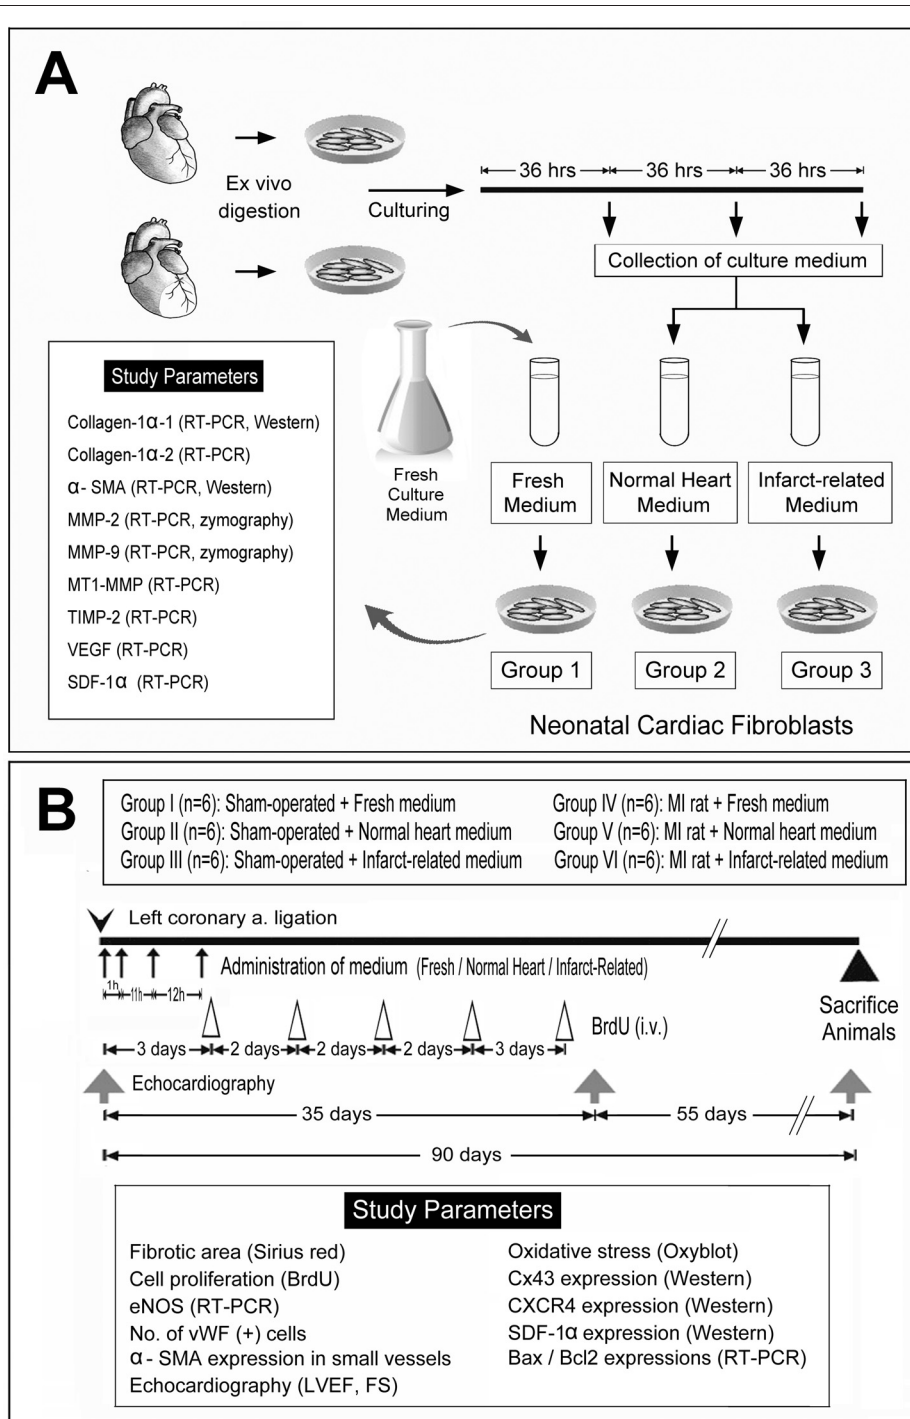 A
Ex vivo
digestion
Culturing
36 hrs 36 hrs 36 hrs
Collection of culture medium
Study Parameters
Collagen-1α-1 (RT-PCR, Western)
Collagen-1α-2 (RT-PCR)
α- SMA (RT-PCR, Western)
MMP-2 (RT-PCR, zymography)
MMP-9 (RT-PCR, zymography)
MT1-MMP (RT-PCR)
TIMP-2 (RT-PCR)
VEGF (RT-PCR)
SDF-1α (RT-PCR)
Fresh
Culture
Medium
Fresh
Medium
Normal Heart
Medium
Infarct-related
Medium
Group 1
Group 2
Group 3
Neonatal Cardiac Fibroblasts
B
Group I (n=6): Sham-operated + Fresh medium
Group II (n=6): Sham-operated + Normal heart medium
Group III (n=6): Sham-operated + Infarct-related medium
Group IV (n=6): MI rat + Fresh medium
Group V (n=6): MI rat + Normal heart medium
Group VI (n=6): MI rat + Infarct-related medium
Left coronary a. ligation
Administration of medium (Fresh / Normal Heart / Infarct-Related)
1h 11h 12h
Sacrifice
Animals
BrdU (i.v.)
3 days 2 days 2 days 2 days 3 days
Echocardiography
35 days 55 days
90 days
Study Parameters
Fibrotic area (Sirius red)
Cell proliferation (BrdU)
eNOS (RT-PCR)
No. of vWF (+) cells
α- SMA expression in small vessels
Echocardiography (LVEF, FS)
Oxidative stress (Oxyblot)
Cx43 expression (Western)
CXCR4 expression (Western)
SDF-1α expression (Western)
Bax / Bcl2 expressions (RT-PCR)